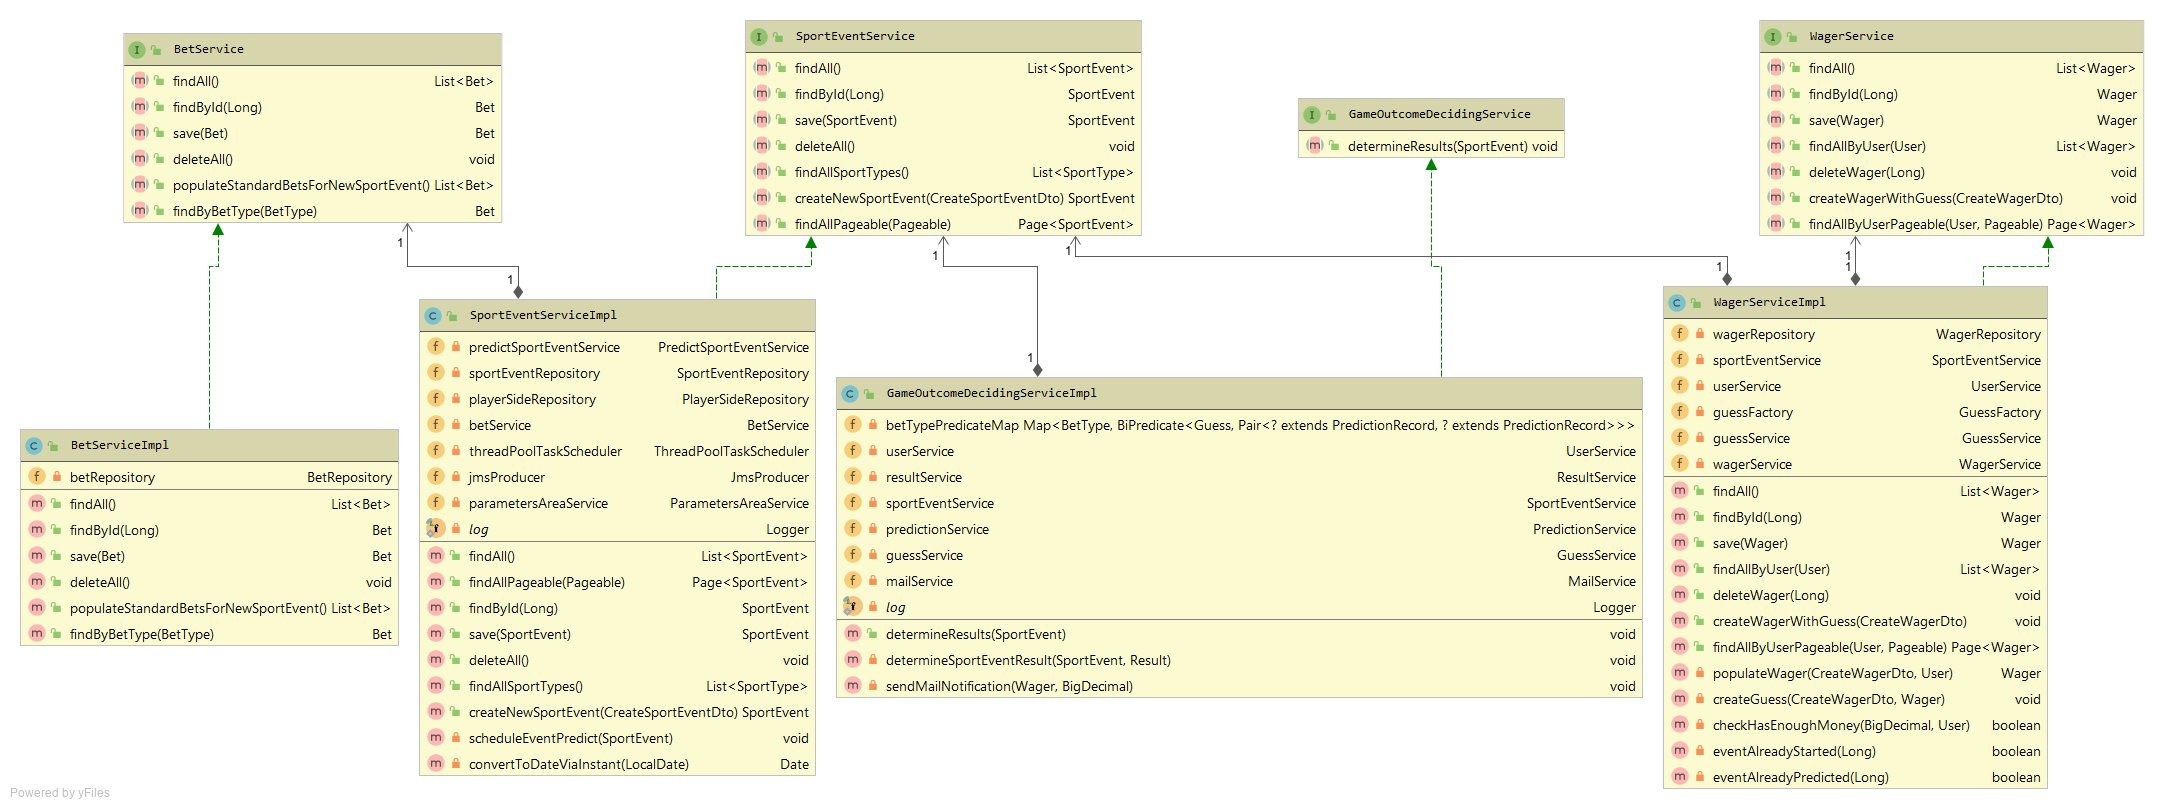 BetService
findAll() List<Bet>
findById(Long) Bet
save(Bet) Bet
deleteAll() void
populateStandardBetsForNewSportEvent() List<Bet>
findByBetType(BetType) Bet
SportEventService
findAll() List<SportEvent>
findById(Long) SportEvent
save(SportEvent) SportEvent
deleteAll() void
findAllSportTypes() List<SportType>
createNewSportEvent(CreateSportEventDto) SportEvent
findAllPageable(Pageable) Page<SportEvent>
GameOutcomeDecidingService
determineResults(SportEvent) void
WagerService
findAll() List<Wager>
findById(Long) Wager
save(Wager) Wager
findAllByUser(User) List<Wager>
deleteWager(Long) void
createWagerWithGuess(CreateWagerDto) void
findAllByUserPageable(User, Pageable) Page<Wager>
1
1
1
1
1
1
1
1
BetServiceImpl
betRepository BetRepository
findAll() List<Bet>
findById(Long) Bet
save(Bet) Bet
deleteAll() void
populateStandardBetsForNewSportEvent() List<Bet>
findByBetType(BetType) Bet
SportEventServiceImpl
predictSportEventService PredictSportEventService
sportEventRepository SportEventRepository
playerSideRepository PlayerSideRepository
betService BetService
threadPoolTaskScheduler ThreadPoolTaskScheduler
jmsProducer JmsProducer
parametersAreaService ParametersAreaService
log Logger
findAll() List<SportEvent>
findAllPageable(Pageable) Page<SportEvent>
findById(Long) SportEvent
save(SportEvent) SportEvent
deleteAll() void
findAllSportTypes() List<SportType>
createNewSportEvent(CreateSportEventDto) SportEvent
scheduleEventPredict(SportEvent) void
convertToDateViaInstant(LocalDate) Date
GameOutcomeDecidingServiceImpl
betTypePredicateMap Map<BetType, BiPredicate<Guess, Pair<? extends PredictionRecord, ? extends PredictionRecord>>>
userService UserService
resultService ResultService
sportEventService SportEventService
predictionService PredictionService
guessService GuessService
mailService MailService
log Logger
determineResults(SportEvent) void
determineSportEventResult(SportEvent, Result) void
sendMailNotification(Wager, BigDecimal) void
WagerServiceImpl
wagerRepository WagerRepository
sportEventService SportEventService
userService UserService
guessFactory GuessFactory
guessService GuessService
wagerService WagerService
findAll() List<Wager>
findById(Long) Wager
save(Wager) Wager
findAllByUser(User) List<Wager>
deleteWager(Long) void
createWagerWithGuess(CreateWagerDto) void
findAllByUserPageable(User, Pageable) Page<Wager>
populateWager(CreateWagerDto, User) Wager
createGuess(CreateWagerDto, Wager) void
checkHasEnoughMoney(BigDecimal, User) boolean
eventAlreadyStarted(Long) boolean
eventAlreadyPredicted(Long) boolean
Powered by yFiles